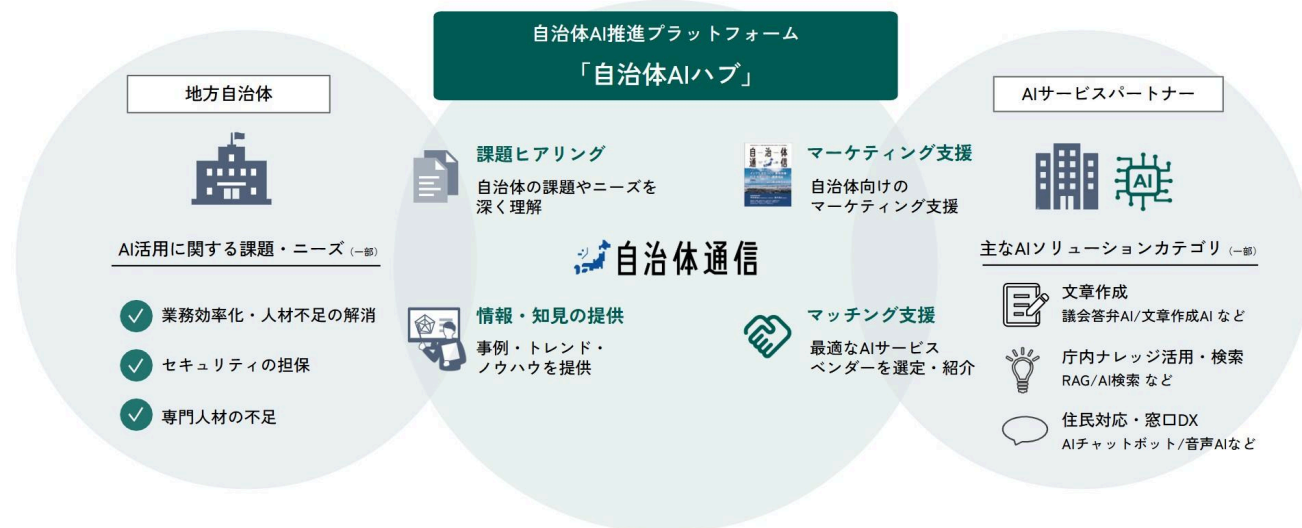 自治体AI推進プラットフォーム
「自治体AIハブ」
地方自治体
AI活用に関する課題・ニーズ (一部)
業務効率化・人材不足の解消
セキュリティの担保
専門人材の不足
課題ヒアリング
自治体の課題やニーズを
深く理解
マーケティング支援
自治体向けの
マーケティング支援
自治体
通信
自治体通信
情報・知見の提供
事例・トレンド・
ノウハウを提供
マッチング支援
最適なAIサービス
ベンダーを選定・紹介
AIサービスパートナー
AI
主なAIソリューションカテゴリ (一部)
文章作成
議会答弁AI/文章作成AI など
庁内ナレッジ活用・検索
RAG/AI検索 など
住民対応・窓口DX
AIチャットボット/音声AIなど